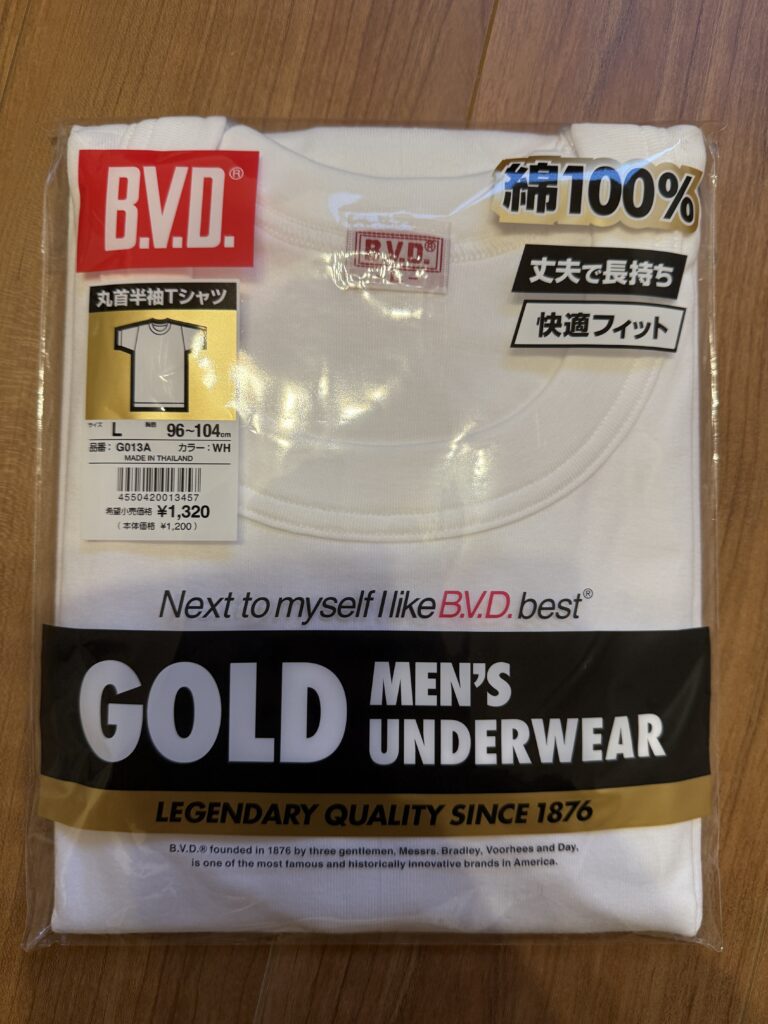 B.V.D.®
綿100%
B.V.D.®
丈夫で長持ち
快適フィット
丸首半袖Tシャツ
サイズ L 胸囲 96~104cm
品番:G013A カラー:WH
MADE IN THAILAND
4550420013457
希望小売価格 ¥1,320
(本体価格 ¥1,200)
Next to myself I like B.V.D. best®
GOLD MEN'S
UNDERWEAR
LEGENDARY QUALITY SINCE 1876
B.V.D.® founded in 1876 by three gentlemen, Messrs. Bradley, Voorhees and Day,
is one of the most famous and historically innovative brands in America.